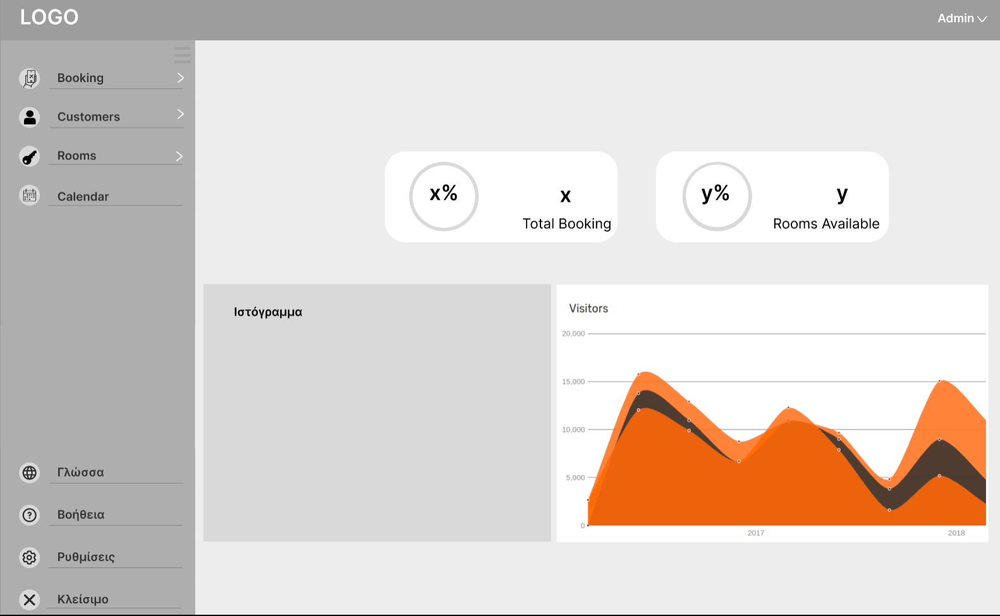 LOGO
Admin
Booking
Customers
Rooms
Calendar
x%
x
Total Booking
y%
y
Rooms Available
Ιστόγραμμα
Visitors
20,000
15,000
10,000
5,000
0
2017
2018
Γλώσσα
Βοήθεια
Ρυθμίσεις
Κλείσιμο